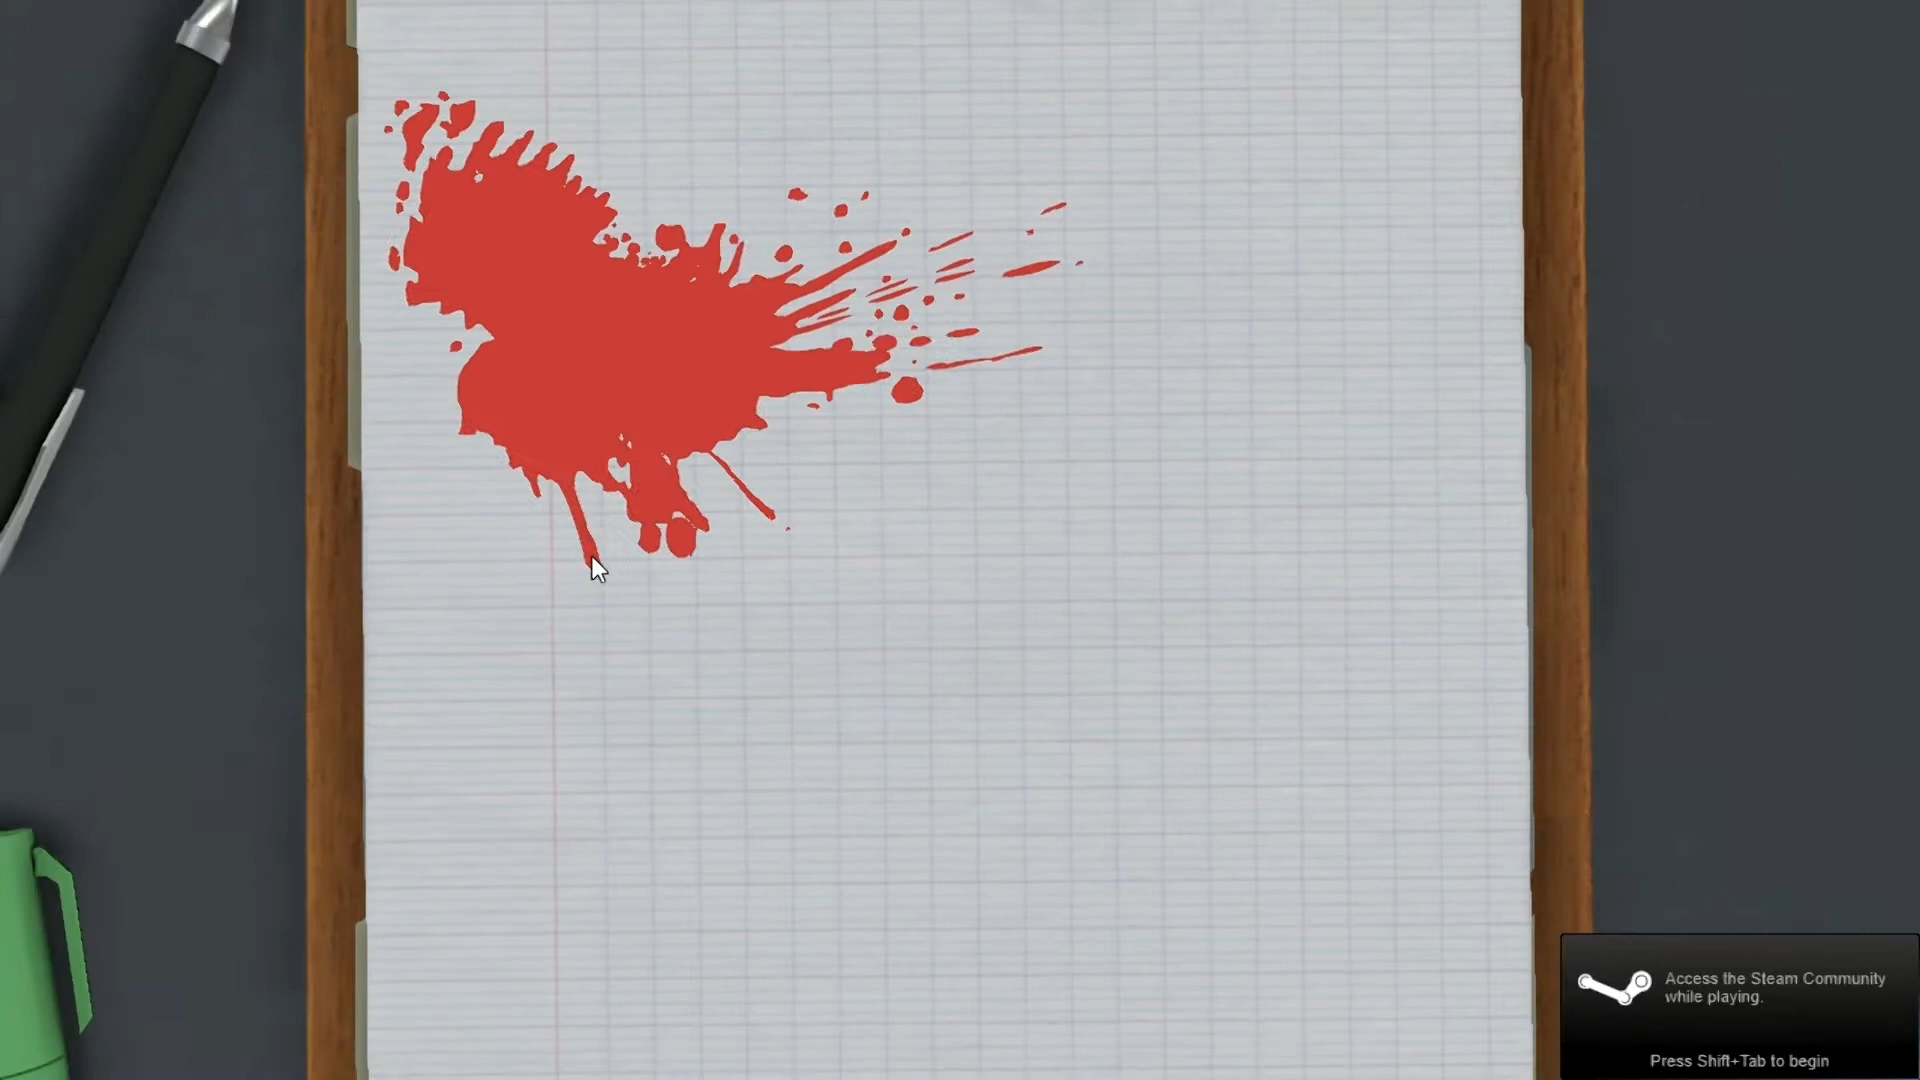 Access the Steam Community
while playing.
Press Shift+Tab to begin